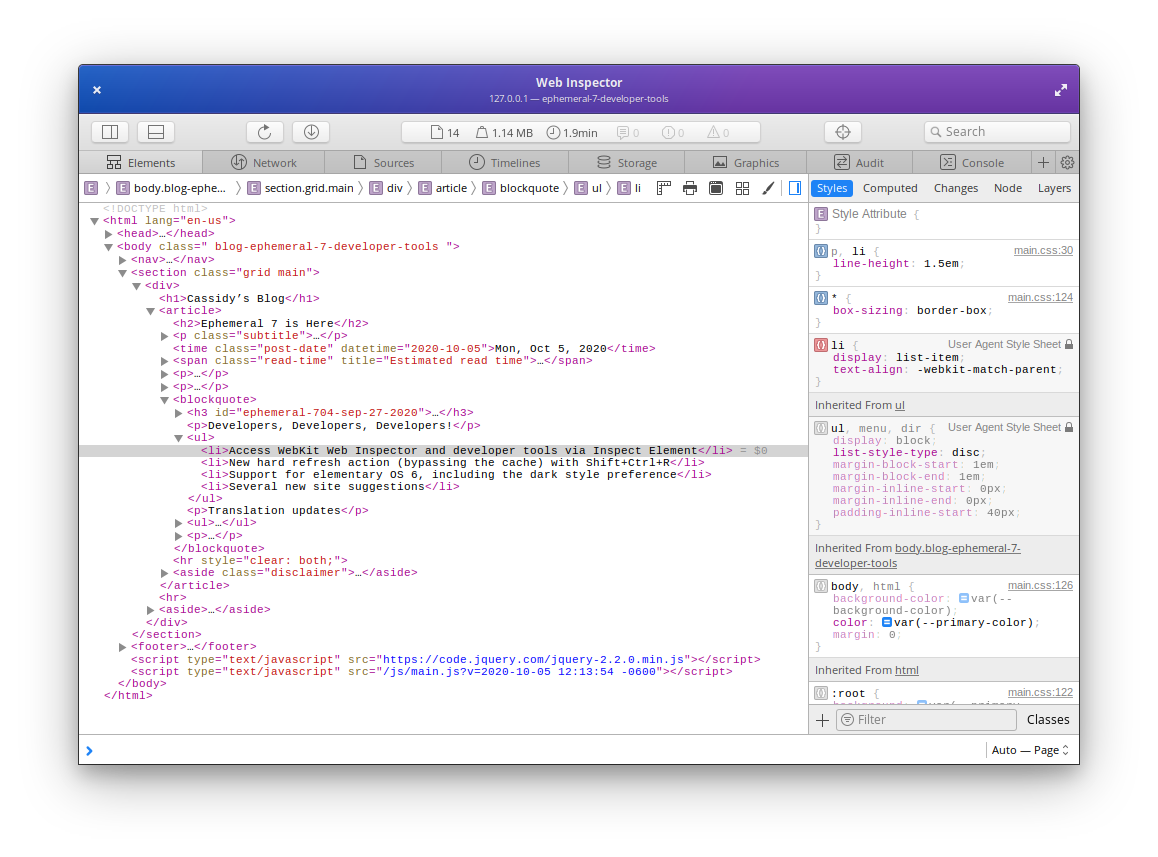 Web Inspector
127.0.0.1 — ephemeral-7-developer-tools
14 1.14 MB 1.9min 0 0 0 Search
Elements Network Sources Timelines Storage Graphics Audit Console
E E body.blog-ephe… E section.grid.main E div E article E blockquote E ul E li
Styles Computed Changes Node Layers
<!DOCTYPE html>
<html lang="en-us">
<head>…</head>
<body class=" blog-ephemeral-7-developer-tools ">
<nav>…</nav>
<section class="grid main">
<div>
<h1>Cassidy’s Blog</h1>
<article>
<h2>Ephemeral 7 is Here</h2>
<p class="subtitle">…</p>
<time class="post-date" datetime="2020-10-05">Mon, Oct 5, 2020</time>
<span class="read-time" title="Estimated read time">…</span>
<p>…</p>
<p>…</p>
<blockquote>
<h3 id="ephemeral-704-sep-27-2020">…</h3>
<p>Developers, Developers, Developers!</p>
<ul>
<li>Access WebKit Web Inspector and developer tools via Inspect Element</li> = $0
<li>New hard refresh action (bypassing the cache) with Shift+Ctrl+R</li>
<li>Support for elementary OS 6, including the dark style preference</li>
<li>Several new site suggestions</li>
</ul>
<p>Translation updates</p>
<ul>…</ul>
<p>…</p>
</blockquote>
<hr style="clear: both;">
<aside class="disclaimer">…</aside>
</article>
<hr>
<aside>…</aside>
</div>
</section>
<footer>…</footer>
<script type="text/javascript" src="https://code.jquery.com/jquery-2.2.0.min.js"></script>
<script type="text/javascript" src="/js/main.js?v=2020-10-05 12:13:54 -0600"></script>
</body>
</html>
E Style Attribute {
}
p, li { main.css:30
line-height: 1.5em;
}
* { main.css:124
box-sizing: border-box;
}
li { User Agent Style Sheet
display: list-item;
text-align: -webkit-match-parent;
}
Inherited From ul
ul, menu, dir { User Agent Style Sheet
display: block;
list-style-type: disc;
margin-block-start: 1em;
margin-block-end: 1em;
margin-inline-start: 0px;
margin-inline-end: 0px;
padding-inline-start: 40px;
}
Inherited From body.blog-ephemeral-7-
developer-tools
body, html { main.css:126
background-color: var(--
background-color);
color: var(--primary-color);
margin: 0;
}
Inherited From html
:root { main.css:122
Filter Classes
Auto — Page